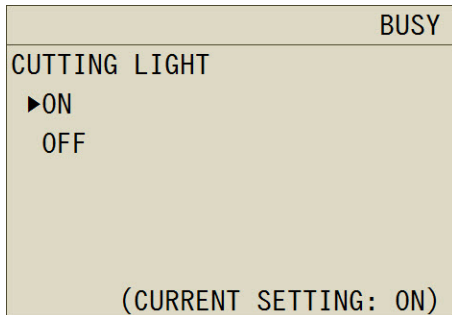 BUSY
CUTTING LIGHT
▶ON
OFF
(CURRENT SETTING: ON)